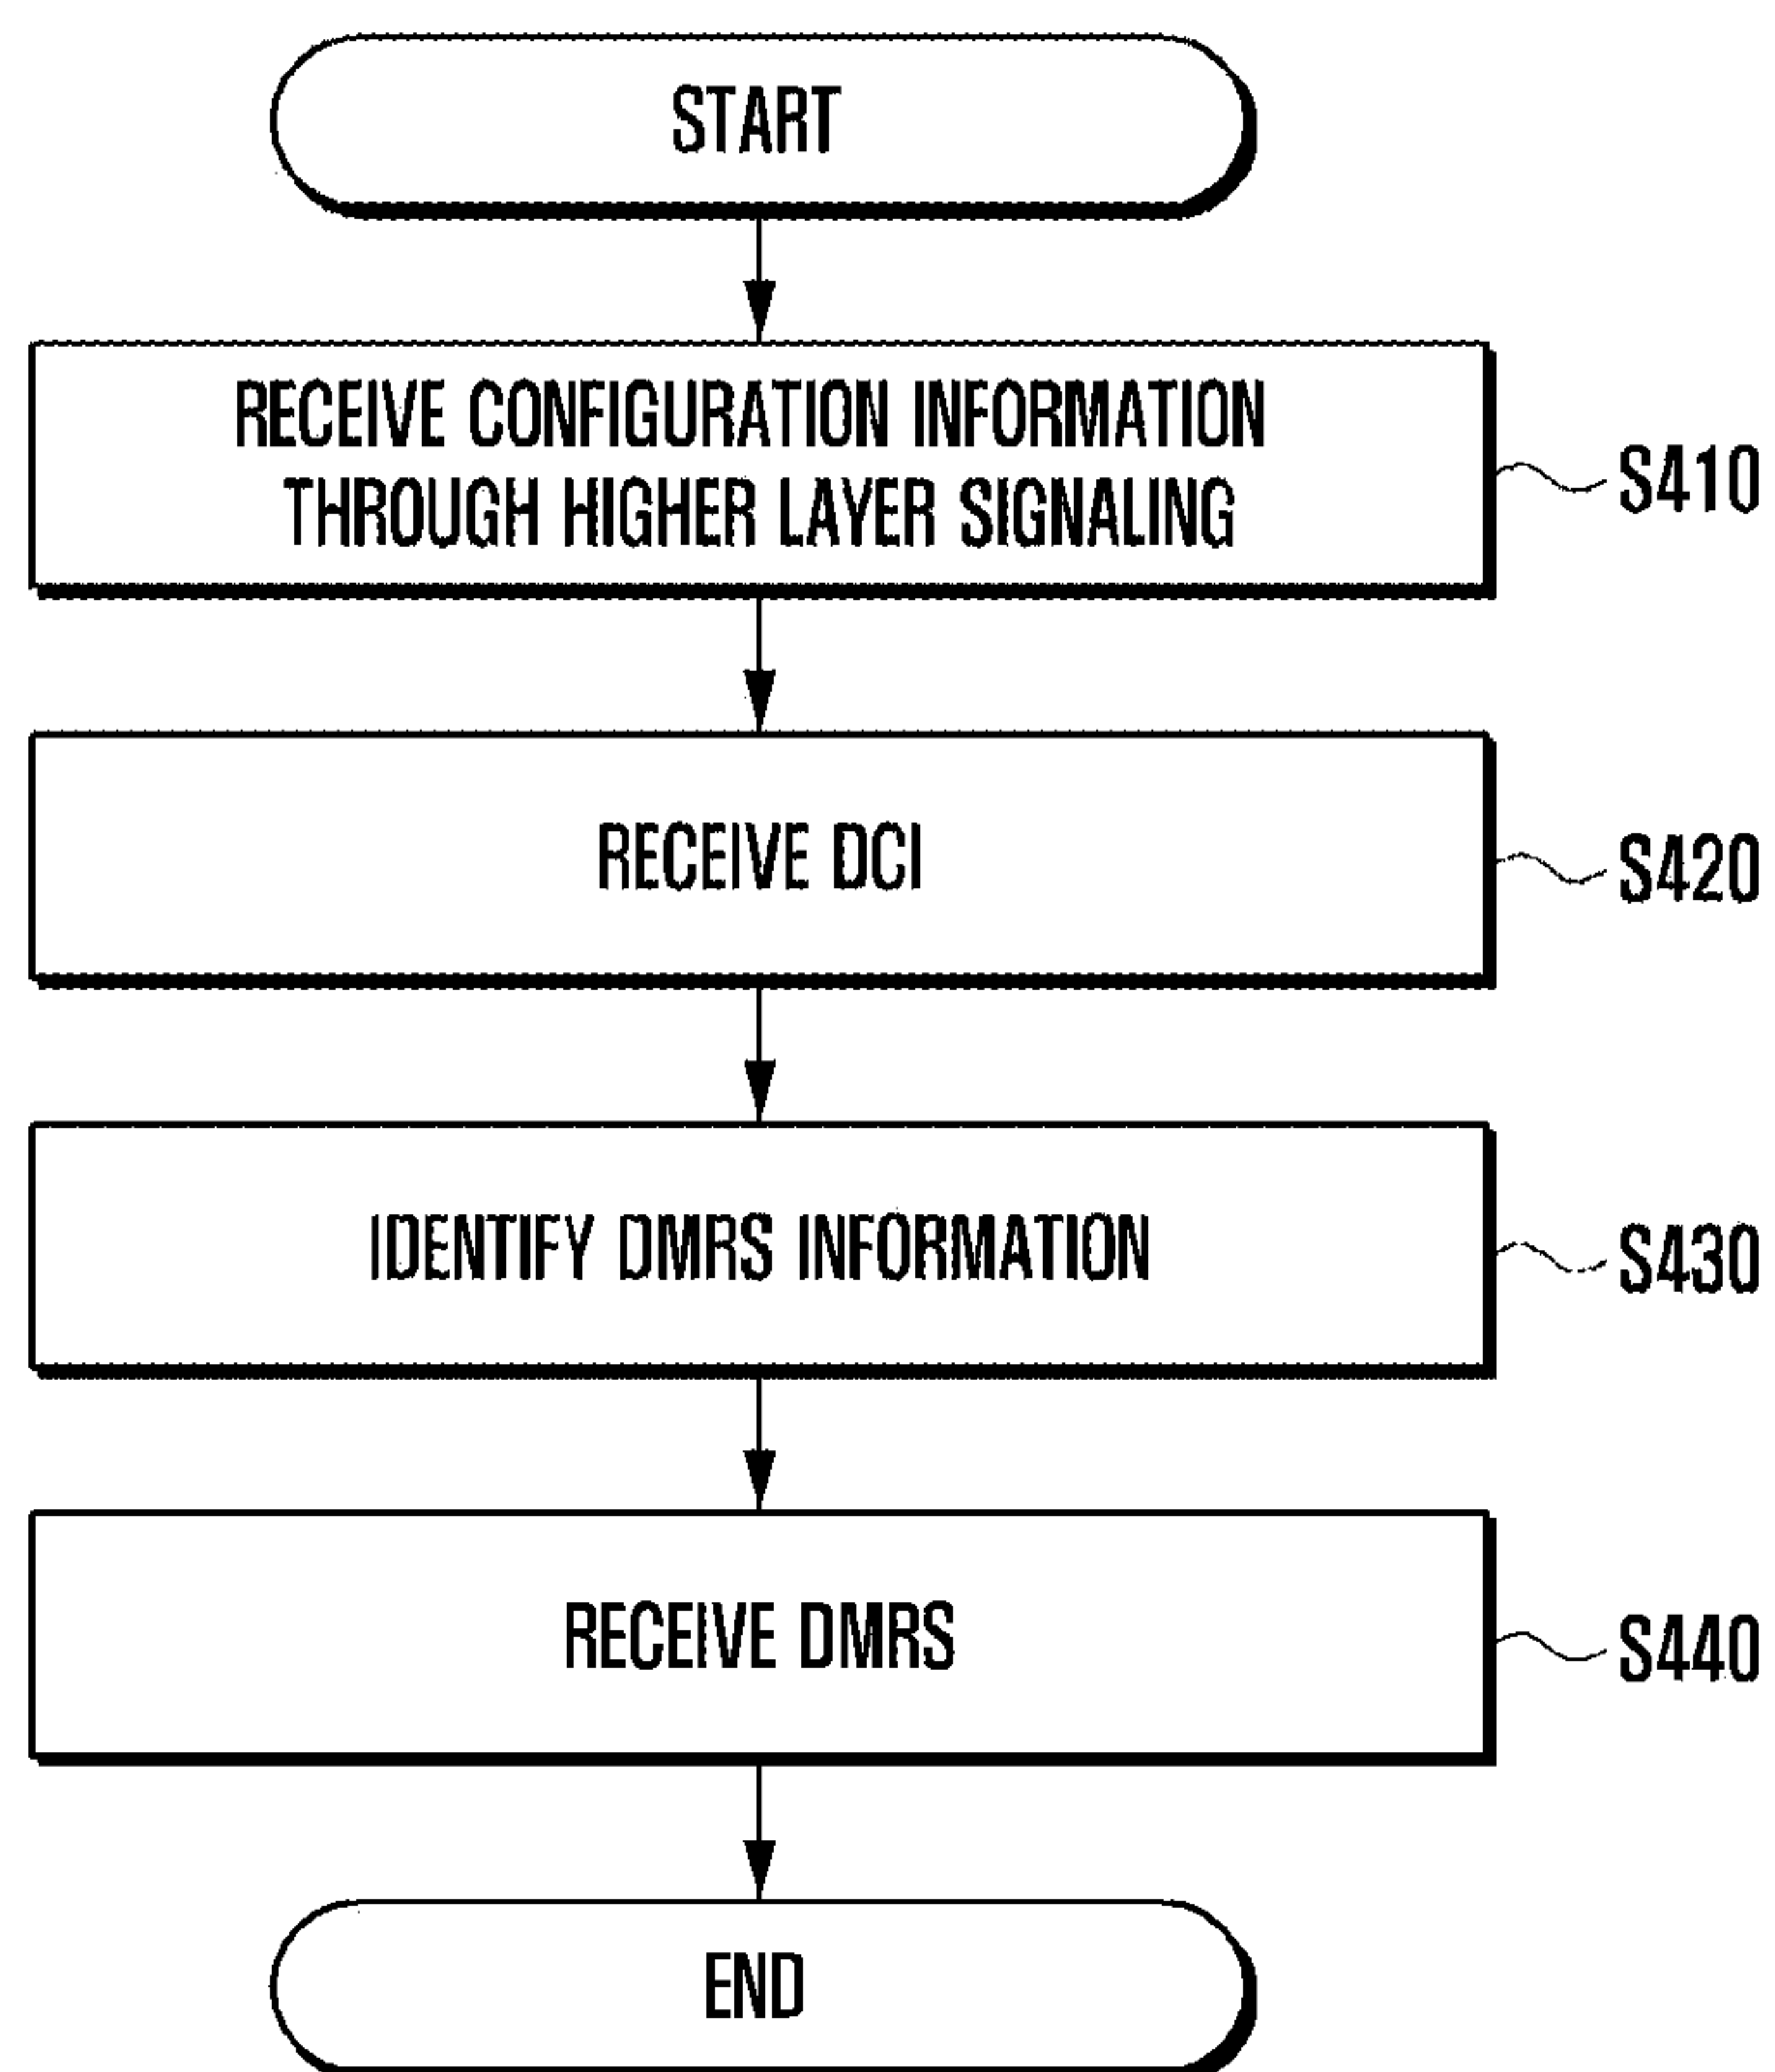 START
RECEIVE CONFIGURATION INFORMATION
THROUGH HIGHER LAYER SIGNALING
S410
RECEIVE DCI
S420
IDENTIFY DMRS INFORMATION
S430
RECEIVE DMRS
S440
END